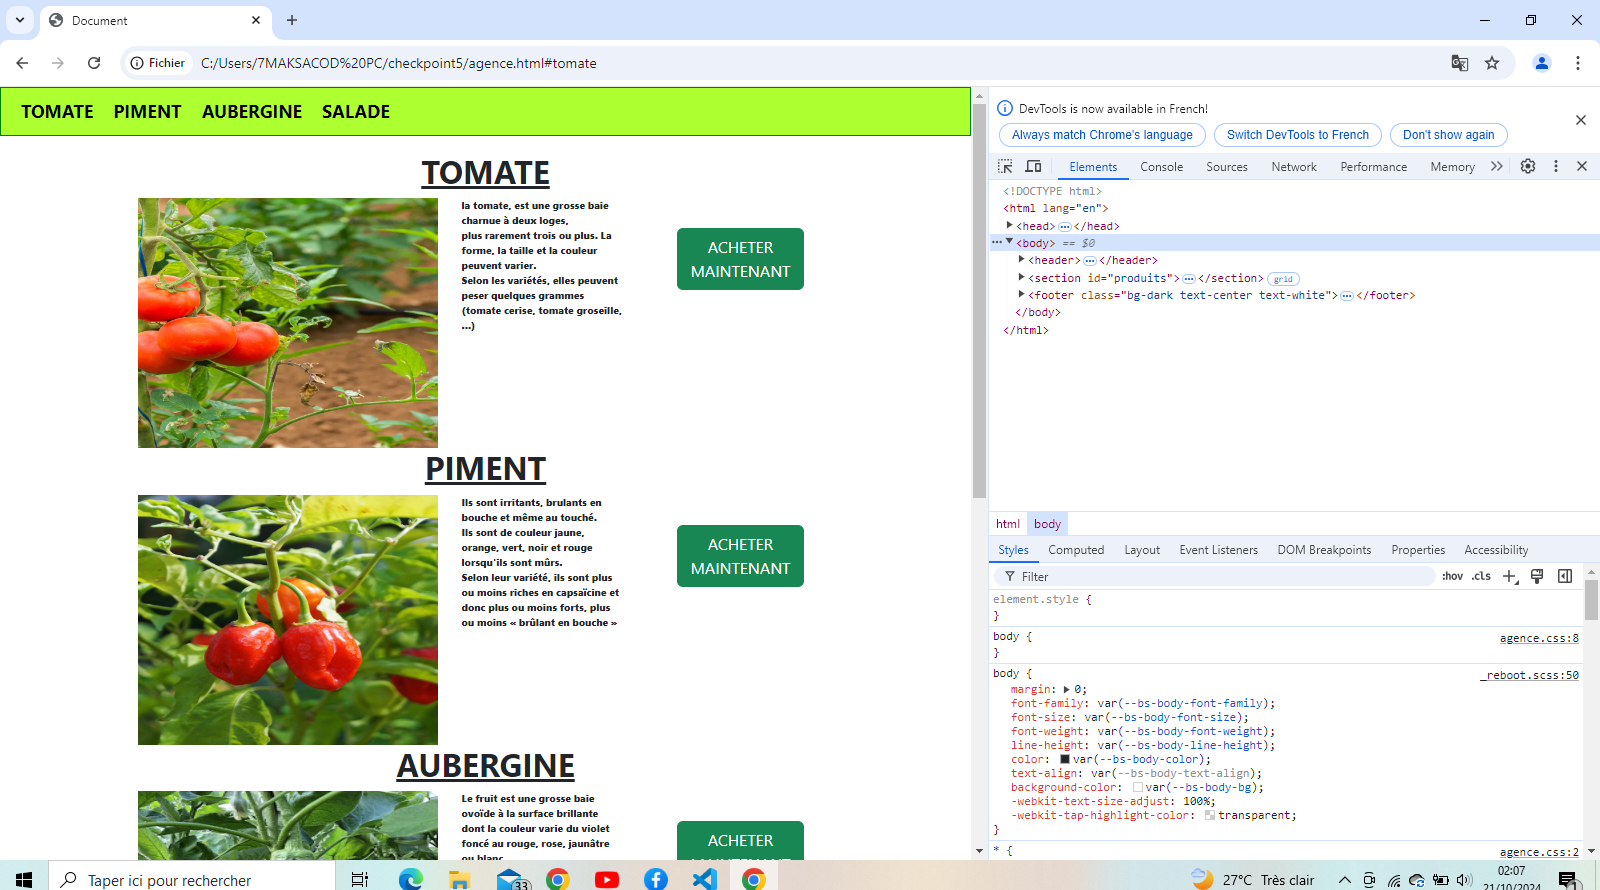 Document
Fichier
C:/Users/7MAKSACOD%20PC/checkpoint5/agence.html#tomate
TOMATE PIMENT AUBERGINE SALADE
TOMATE
la tomate, est une grosse baie
charnue à deux loges,
plus rarement trois ou plus. La
forme, la taille et la couleur
peuvent varier.
Selon les variétés, elles peuvent
peser quelques grammes
(tomate cerise, tomate groseille,
...)
ACHETER
MAINTENANT
PIMENT
Ils sont irritants, brulants en
bouche et même au touché.
Ils sont de couleur jaune,
orange, vert, noir et rouge
lorsqu'ils sont mûrs.
Selon leur variété, ils sont plus
ou moins riches en capsaïcine et
donc plus ou moins forts, plus
ou moins « brûlant en bouche »
ACHETER
MAINTENANT
AUBERGINE
Le fruit est une grosse baie
ovoïde à la surface brillante
dont la couleur varie du violet
foncé au rouge, rose, jaunâtre
ou blanc
ACHETER
MAINTENANT
DevTools is now available in French!
Always match Chrome's language Switch DevTools to French Don't show again
Elements Console Sources Network Performance Memory
<!DOCTYPE html>
<html lang="en">
<head> … </head>
<body> == $0
<header> … </header>
<section id="produits"> … </section> grid
<footer class="bg-dark text-center text-white"> … </footer>
</body>
</html>
html body
Styles Computed Layout Event Listeners DOM Breakpoints Properties Accessibility
Filter :hov .cls
element.style {
}
body { agence.css:8
}
body { _reboot.scss:50
margin: 0;
font-family: var(--bs-body-font-family);
font-size: var(--bs-body-font-size);
font-weight: var(--bs-body-font-weight);
line-height: var(--bs-body-line-height);
color: var(--bs-body-color);
text-align: var(--bs-body-text-align);
background-color: var(--bs-body-bg);
-webkit-text-size-adjust: 100%;
-webkit-tap-highlight-color: transparent;
}
* { agence.css:2
Taper ici pour rechercher
33
27°C Très clair
02:07
21/10/2024
1